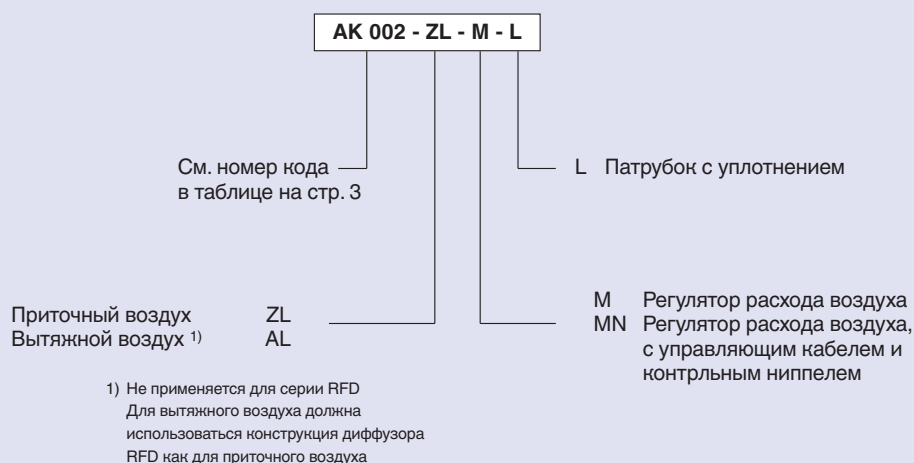 AK 002 - ZL - M - L
См. номер кода
в таблице на стр. 3
L Патрубок с уплотнением
Приточный воздух ZL
Вытяжной воздух 1) AL
M Регулятор расхода воздуха
MN Регулятор расхода воздуха,
с управляющим кабелем и
контрльным ниппелем
1) Не применяется для серии RFD
Для вытяжного воздуха должна
использоваться конструкция диффузора
RFD как для приточного воздуха